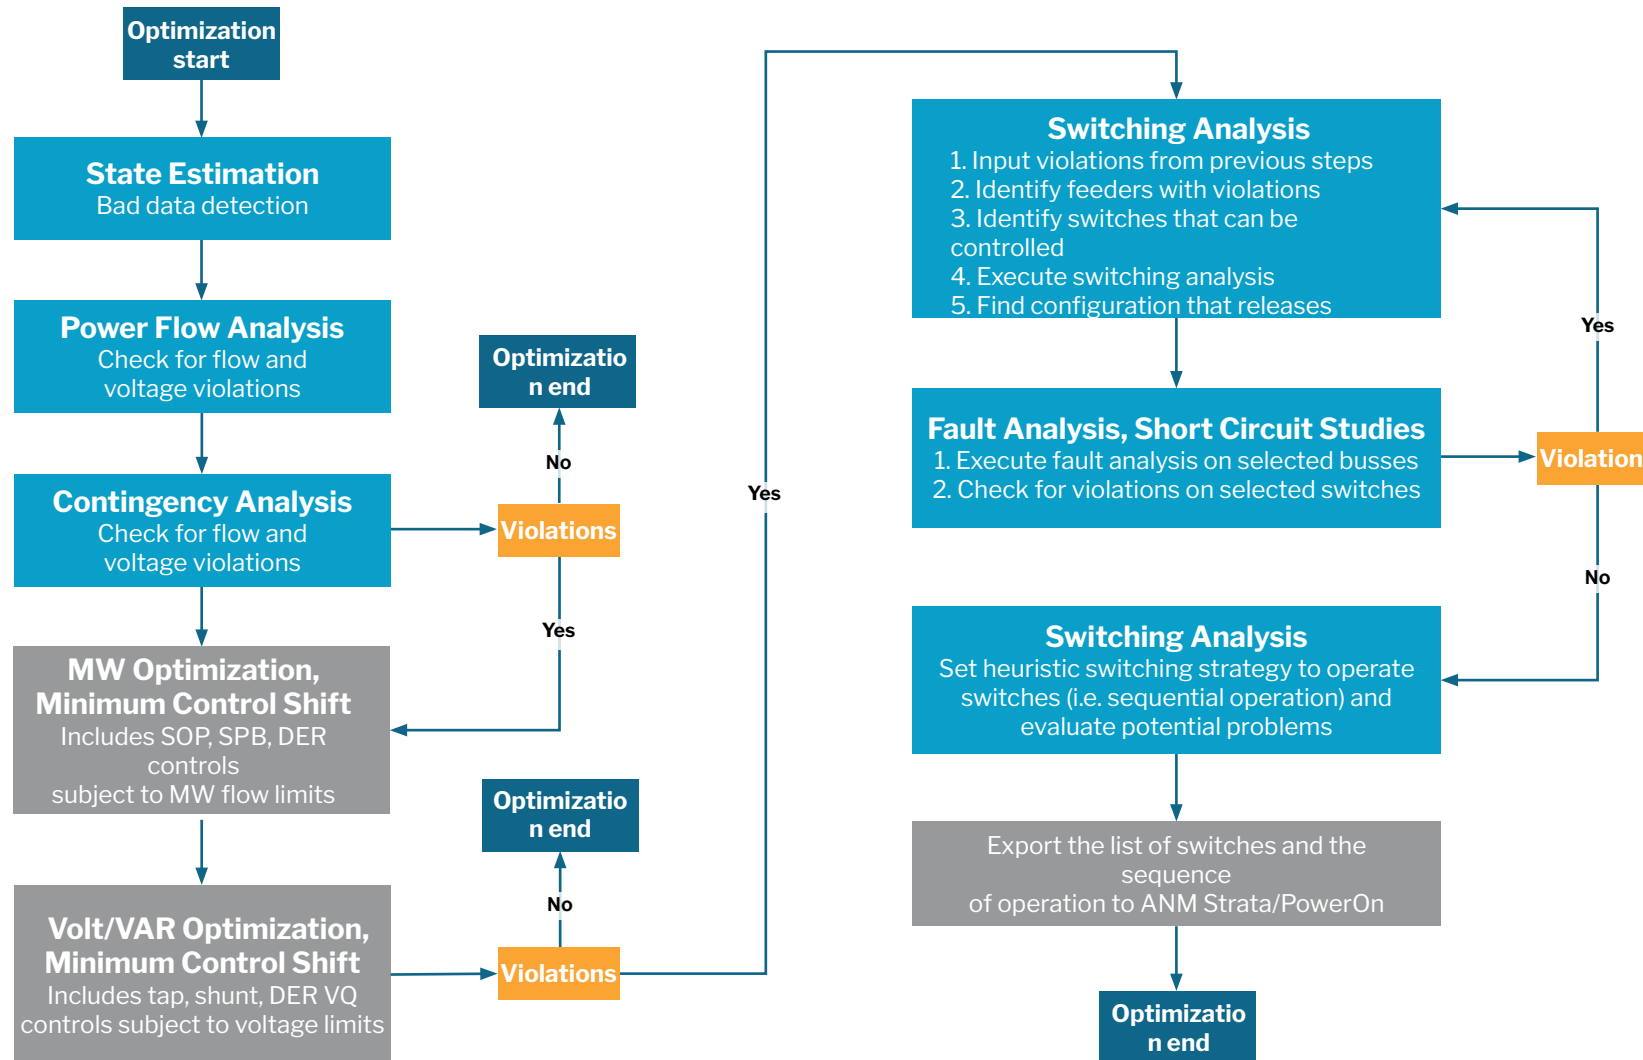 Optimization
start
State Estimation
Bad data detection
Power Flow Analysis
Check for flow and
voltage violations
Contingency Analysis
Check for flow and
voltage violations
Violations
No
Optimizatio
n end
Yes
MW Optimization,
Minimum Control Shift
Includes SOP, SPB, DER
controls
subject to MW flow limits
Volt/VAR Optimization,
Minimum Control Shift
Includes tap, shunt, DER VQ
controls subject to voltage limits
Violations
No
Optimizatio
n end
Yes
Switching Analysis
1. Input violations from previous steps
2. Identify feeders with violations
3. Identify switches that can be
controlled
4. Execute switching analysis
5. Find configuration that releases
Fault Analysis, Short Circuit Studies
1. Execute fault analysis on selected busses
2. Check for violations on selected switches
Violation
Yes
No
Switching Analysis
Set heuristic switching strategy to operate
switches (i.e. sequential operation) and
evaluate potential problems
Export the list of switches and the
sequence
of operation to ANM Strata/PowerOn
Optimizatio
n end